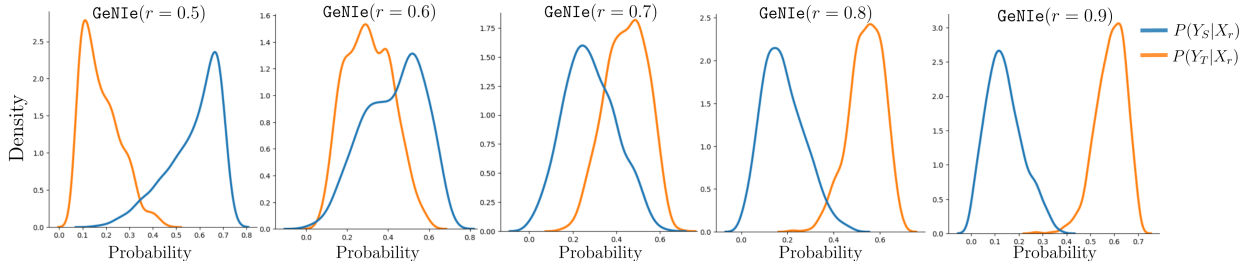 GeNIe(r = 0.5)
GeNIe(r = 0.6)
GeNIe(r = 0.7)
GeNIe(r = 0.8)
GeNIe(r = 0.9)
P(Y_S|X_r)
P(Y_T|X_r)
Density
2.5
2.0
1.5
1.0
0.5
0.0
0.0 0.1 0.2 0.3 0.4 0.5 0.6 0.7 0.8
Probability
1.6
1.4
1.2
1.0
0.8
0.6
0.4
0.2
0.0
0.0 0.2 0.4 0.6 0.8
Probability
1.75
1.50
1.25
1.00
0.75
0.50
0.25
0.00
0.0 0.2 0.4 0.6
Probability
2.5
2.0
1.5
1.0
0.5
0.0
0.0 0.2 0.4 0.6
Probability
3.0
2.5
2.0
1.5
1.0
0.5
0.0
0.0 0.1 0.2 0.3 0.4 0.5 0.6 0.7
Probability